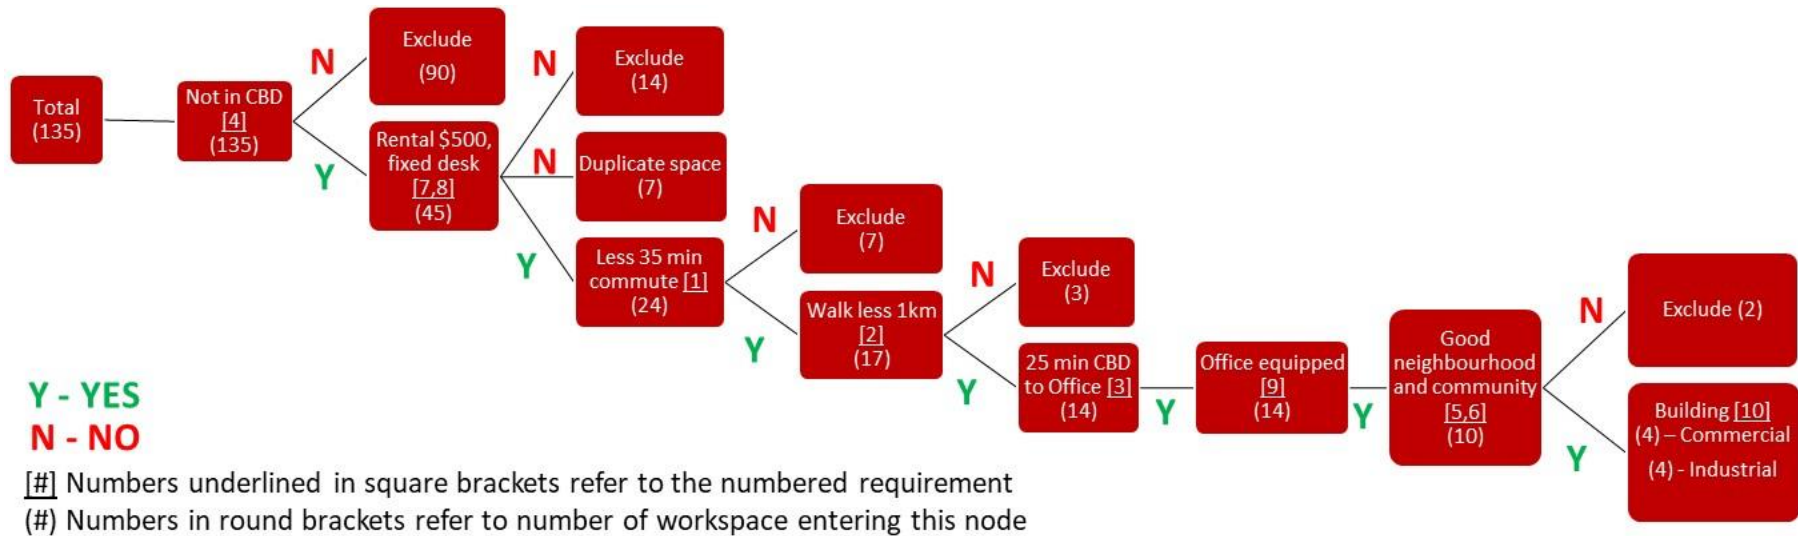 Total
(135)
Not in CBD
[4]
(135)
N
Y
Exclude
(90)
Rental $500,
fixed desk
[7,8]
(45)
N
N
Y
Exclude
(14)
Duplicate space
(7)
Less 35 min
commute [1]
(24)
N
Y
Exclude
(7)
Walk less 1km
[2]
(17)
N
Y
Exclude
(3)
25 min CBD
to Office [3]
(14)
Y
Office equipped
[9]
(14)
Y
Good
neighbourhood
and community
[5,6]
(10)
N
Y
Exclude (2)
Building [10]
(4) – Commercial
(4) - Industrial
Y - YES
N - NO
[#] Numbers underlined in square brackets refer to the numbered requirement
(#) Numbers in round brackets refer to number of workspace entering this node